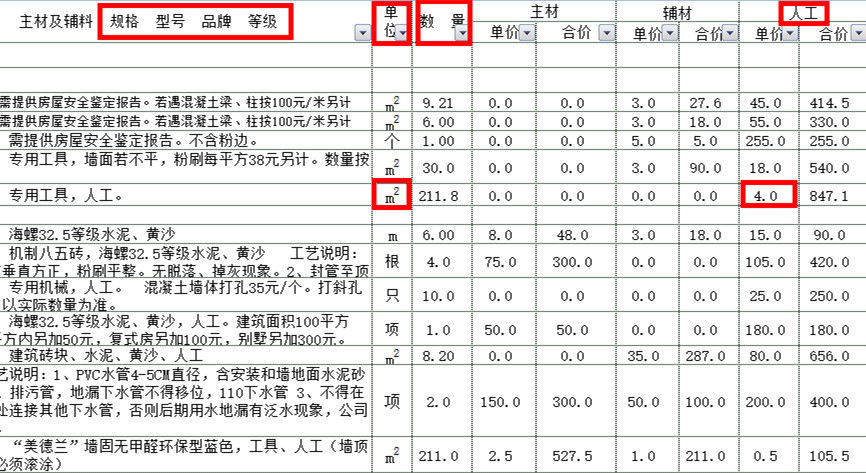 主材及辅料 规格 型号 品牌 等级 单位 数 量 主材 辅材 人工
单价 合价 单价 合价 单价 合价
需提供房屋安全鉴定报告。若遇混凝土梁、柱按100元/米另计 m2 9.21 0.0 0.0 3.0 27.6 45.0 414.5
需提供房屋安全鉴定报告。若遇混凝土梁、柱按100元/米另计 m2 6.00 0.0 0.0 3.0 18.0 55.0 330.0
需提供房屋安全鉴定报告。不含粉边。 个 1.00 0.0 0.0 5.0 5.0 255.0 255.0
专用工具，墙面若不平，粉刷每平方38元另计。数量按 m2 30.0 0.0 0.0 3.0 90.0 18.0 540.0
专用工具，人工。 m2 211.8 0.0 0.0 0.0 0.0 4.0 847.1
海螺32.5等级水泥、黄沙 m 6.00 8.0 48.0 3.0 18.0 15.0 90.0
机制八五砖，海螺32.5等级水泥、黄沙 工艺说明：
垂直方正，粉刷平整。无脱落、掉灰现象。2、封管至顶 根 4.0 75.0 300.0 0.0 0.0 105.0 420.0
专用机械，人工。 混凝土墙体打孔35元/个。打斜孔
以实际数量为准。 只 10.0 0.0 0.0 0.0 0.0 25.0 250.0
海螺32.5等级水泥、黄沙，人工。建筑面积100平方
方内另加50元，复式房另加100元，别墅另加300元。 项 1.0 50.0 50.0 0.0 0.0 180.0 180.0
建筑砖块、水泥、黄沙、人工 m2 8.20 0.0 0.0 35.0 287.0 80.0 656.0
艺说明：1、PVC水管4-5CM直径，含安装和墙地面水泥砂
排污管，地漏下水管不得移位，110下水管 3、不得在
处连接其他下水管，否则后期用水地漏有泛水现象，公司 项 2.0 150.0 300.0 50.0 100.0 200.0 400.0
“美德兰”墙固无甲醛环保型蓝色，工具、人工（墙顶
必须滚涂） m2 211.0 2.5 527.5 1.0 211.0 0.5 105.5